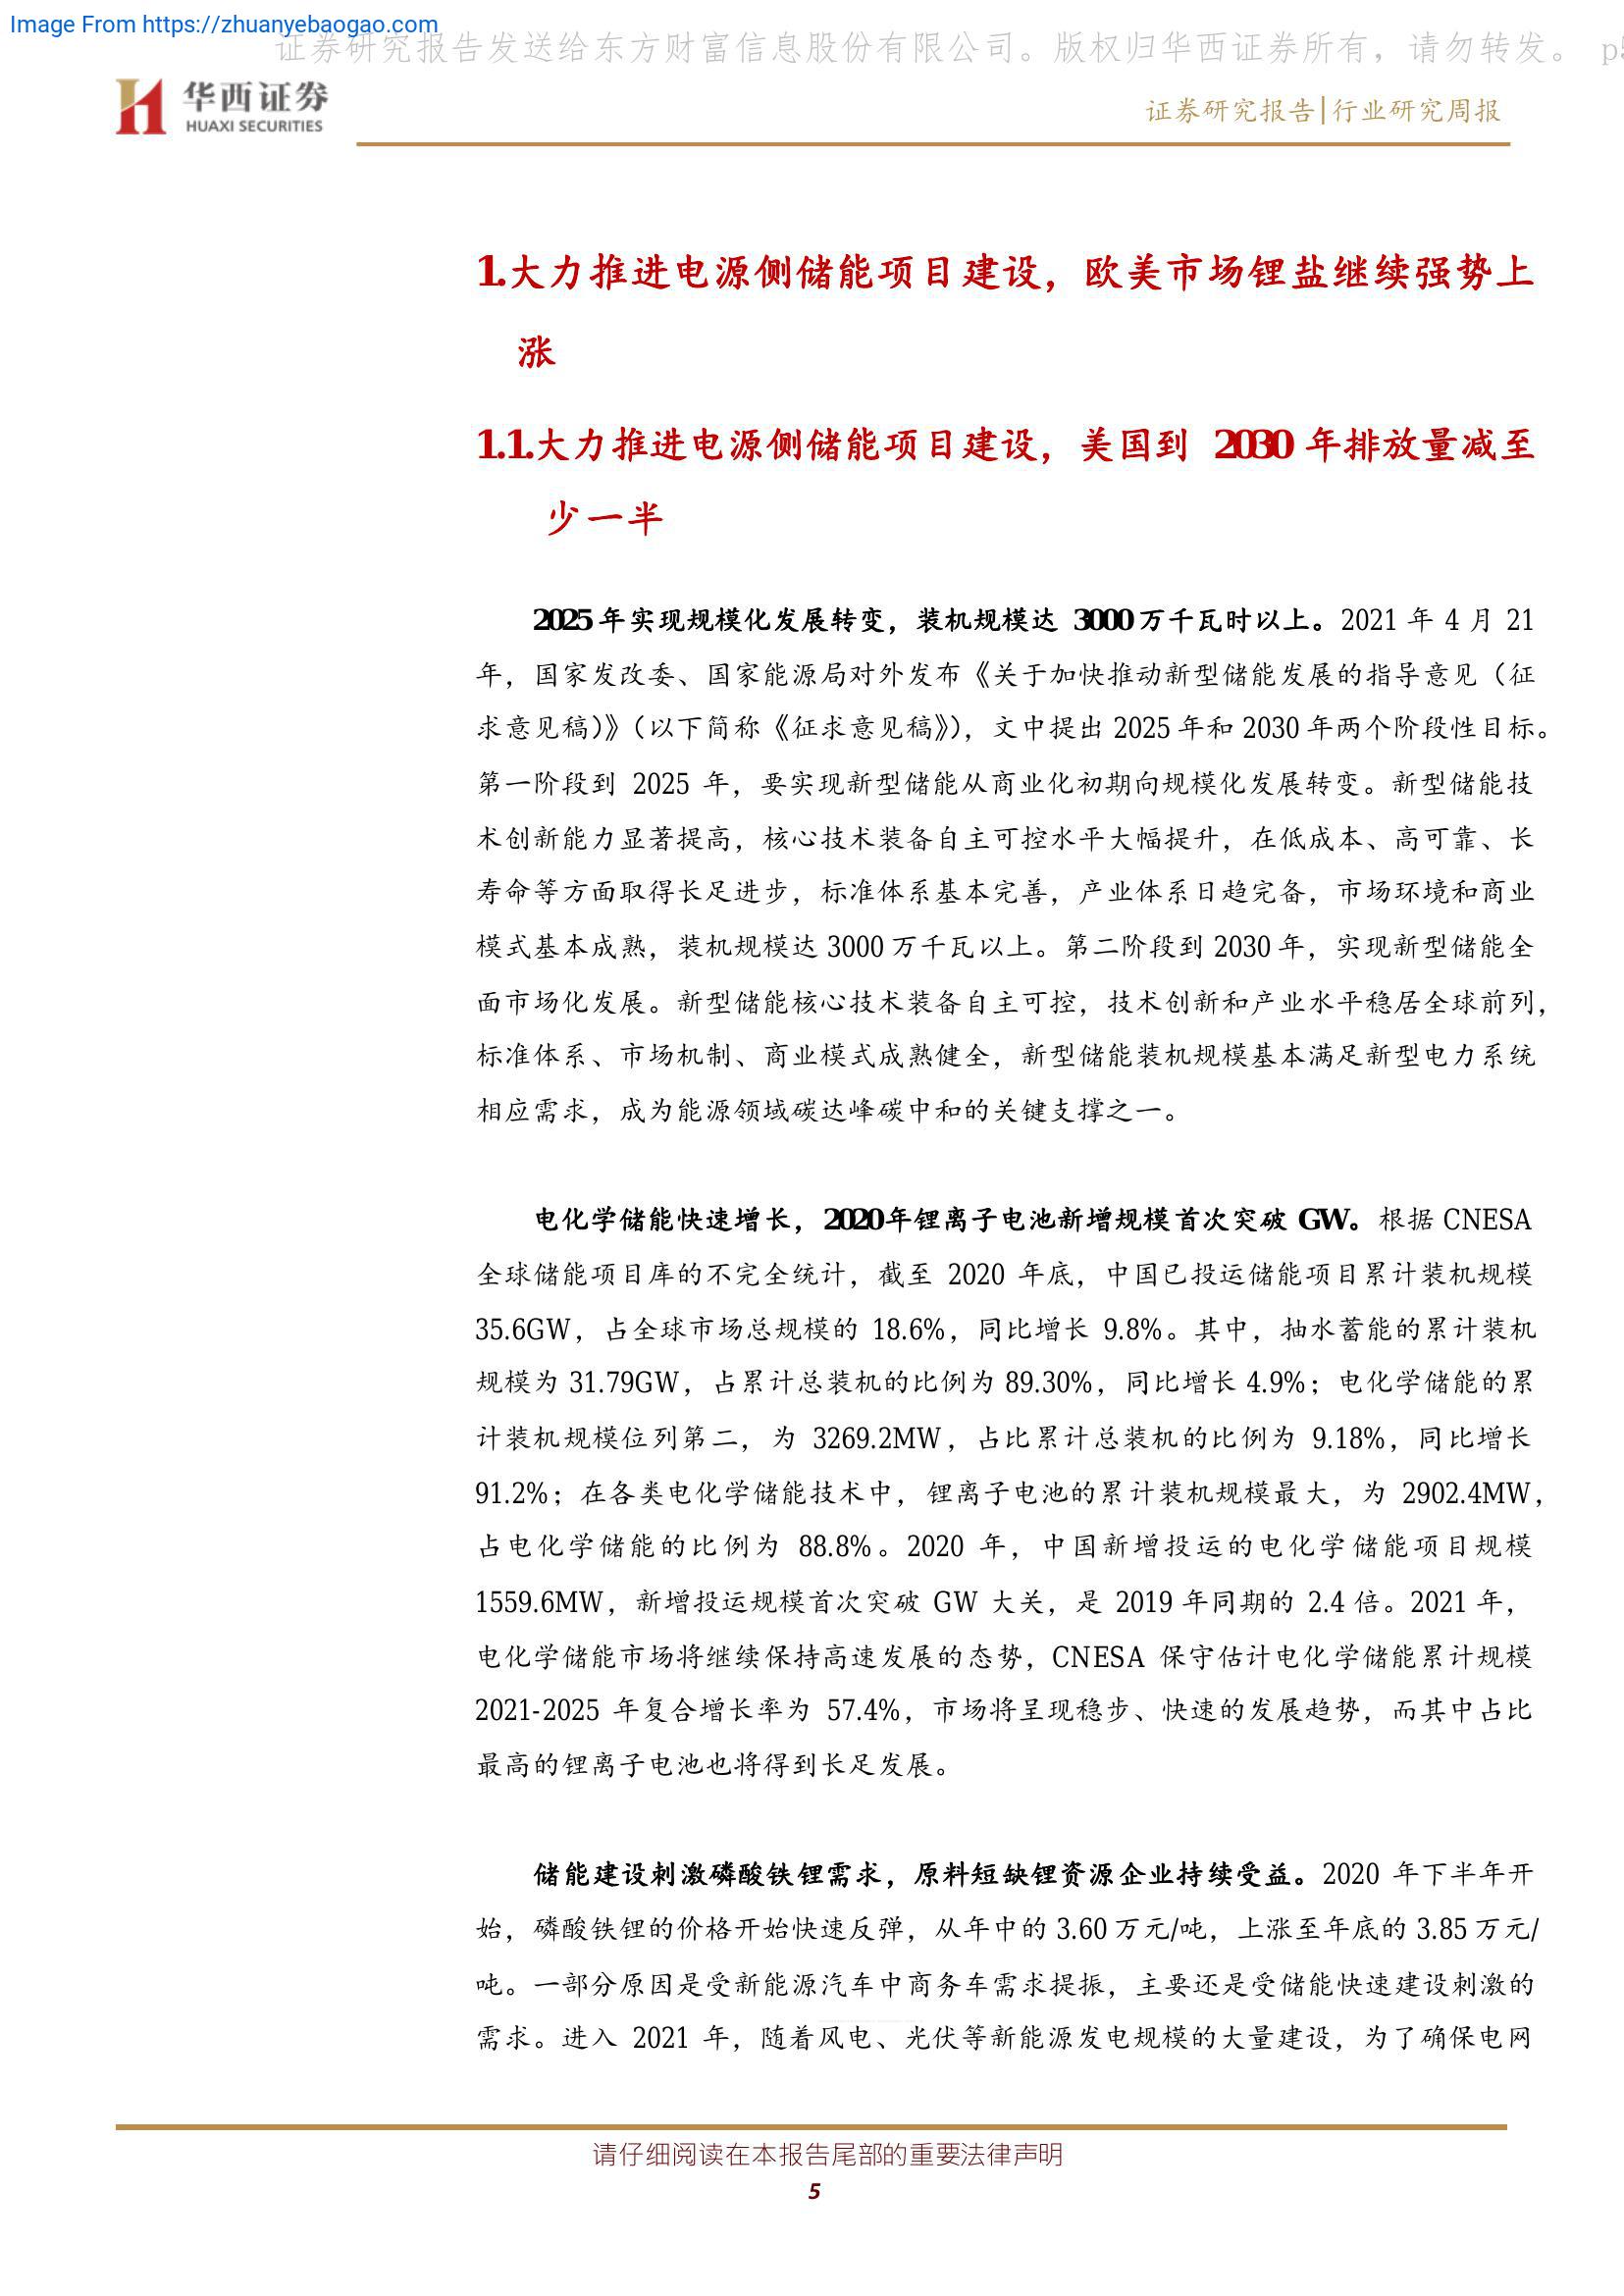 Image From https://zhuanyebaogao.com
证券研究报告发送给东方财富信息股份有限公司。版权归华西证券所有，请勿转发。 p5
华西证券
HUAXI SECURITIES
证券研究报告|行业研究周报
1.大力推进电源侧储能项目建设，欧美市场锂盐继续强势上
涨
1.1.大力推进电源侧储能项目建设，美国到 2030 年排放量减至
少一半
2025 年实现规模化发展转变，装机规模达 3000 万千瓦时以上。2021 年 4 月 21
年，国家发改委、国家能源局对外发布《关于加快推动新型储能发展的指导意见（征
求意见稿）》（以下简称《征求意见稿》），文中提出 2025 年和 2030 年两个阶段性目标。
第一阶段到 2025 年，要实现新型储能从商业化初期向规模化发展转变。新型储能技
术创新能力显著提高，核心技术装备自主可控水平大幅提升，在低成本、高可靠、长
寿命等方面取得长足进步，标准体系基本完善，产业体系日趋完备，市场环境和商业
模式基本成熟，装机规模达 3000 万千瓦以上。第二阶段到 2030 年，实现新型储能全
面市场化发展。新型储能核心技术装备自主可控，技术创新和产业水平稳居全球前列，
标准体系、市场机制、商业模式成熟健全，新型储能装机规模基本满足新型电力系统
相应需求，成为能源领域碳达峰碳中和的关键支撑之一。
电化学储能快速增长，2020 年锂离子电池新增规模首次突破 GW。根据 CNESA
全球储能项目库的不完全统计，截至 2020 年底，中国已投运储能项目累计装机规模
35.6GW，占全球市场总规模的 18.6%，同比增长 9.8%。其中，抽水蓄能的累计装机
规模为 31.79GW，占累计总装机的比例为 89.30%，同比增长 4.9%；电化学储能的累
计装机规模位列第二，为 3269.2MW，占比累计总装机的比例为 9.18%，同比增长
91.2%；在各类电化学储能技术中，锂离子电池的累计装机规模最大，为 2902.4MW，
占电化学储能的比例为 88.8%。2020 年，中国新增投运的电化学储能项目规模
1559.6MW，新增投运规模首次突破 GW 大关，是 2019 年同期的 2.4 倍。2021 年，
电化学储能市场将继续保持高速发展的态势，CNESA 保守估计电化学储能累计规模
2021-2025 年复合增长率为 57.4%，市场将呈现稳步、快速的发展趋势，而其中占比
最高的锂离子电池也将得到长足发展。
储能建设刺激磷酸铁锂需求，原料短缺锂资源企业持续受益。2020 年下半年开
始，磷酸铁锂的价格开始快速反弹，从年中的 3.60 万元/吨，上涨至年底的 3.85 万元/
吨。一部分原因是受新能源汽车中商务车需求提振，主要还是受储能快速建设刺激的
需求。进入 2021 年，随着风电、光伏等新能源发电规模的大量建设，为了确保电网
请仔细阅读在本报告尾部的重要法律声明
5